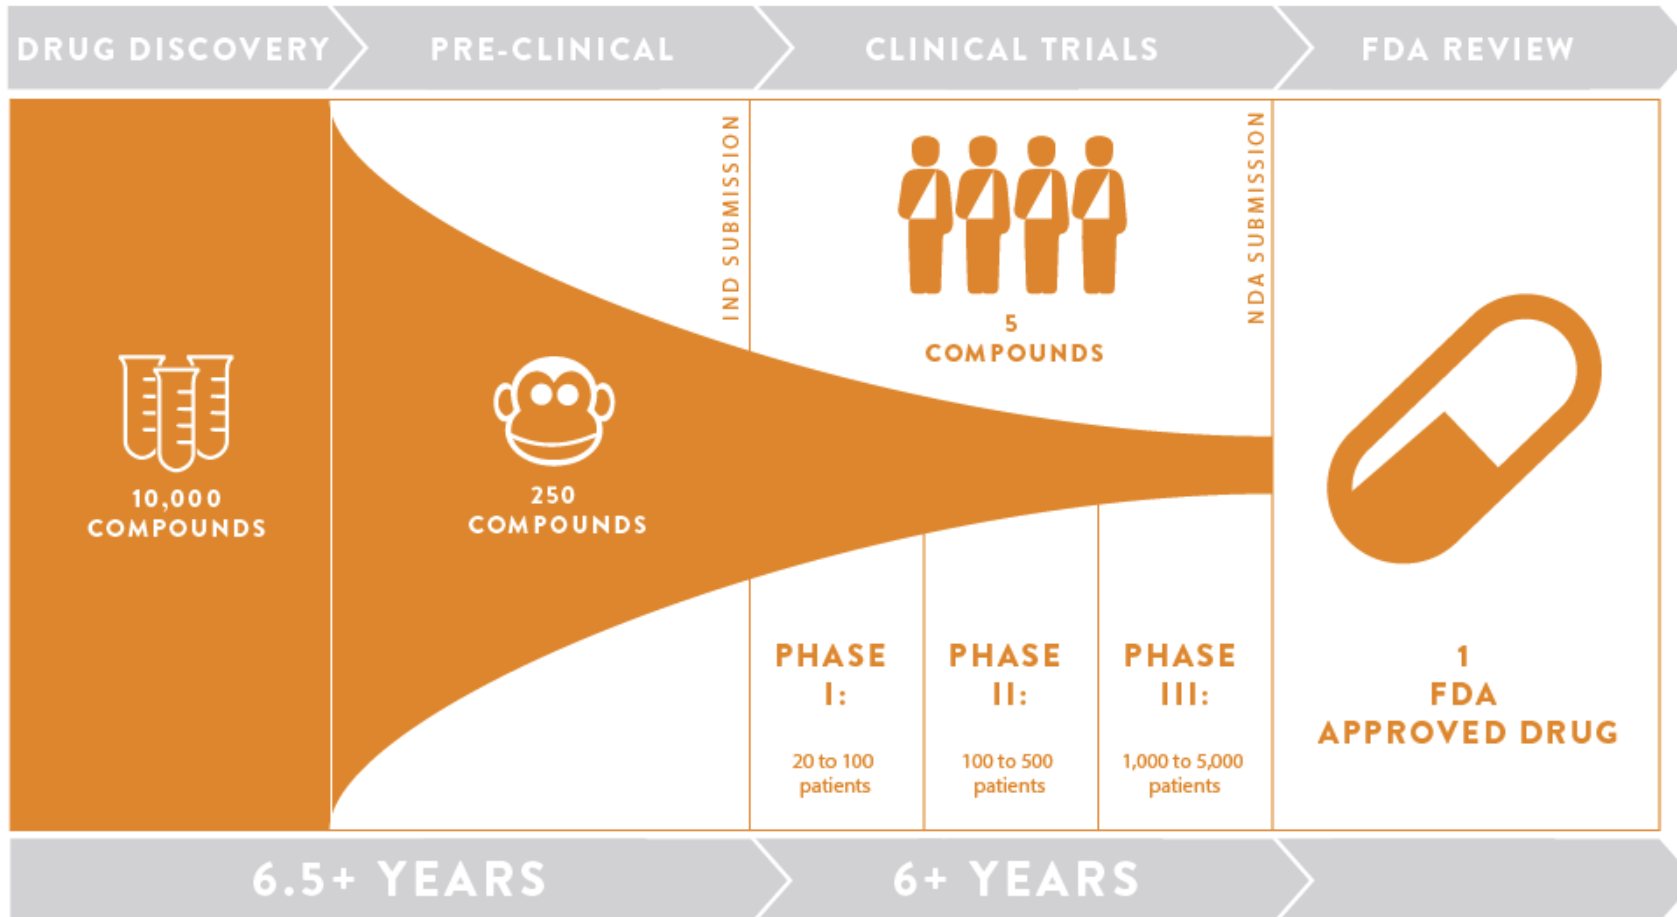 DRUG DISCOVERY
PRE-CLINICAL
CLINICAL TRIALS
FDA REVIEW
10,000
COMPOUNDS
250
COMPOUNDS
IND SUBMISSION
5
COMPOUNDS
NDA SUBMISSION
PHASE
I:
20 to 100
patients
PHASE
II:
100 to 500
patients
PHASE
III:
1,000 to 5,000
patients
1
FDA
APPROVED DRUG
6.5+ YEARS
6+ YEARS